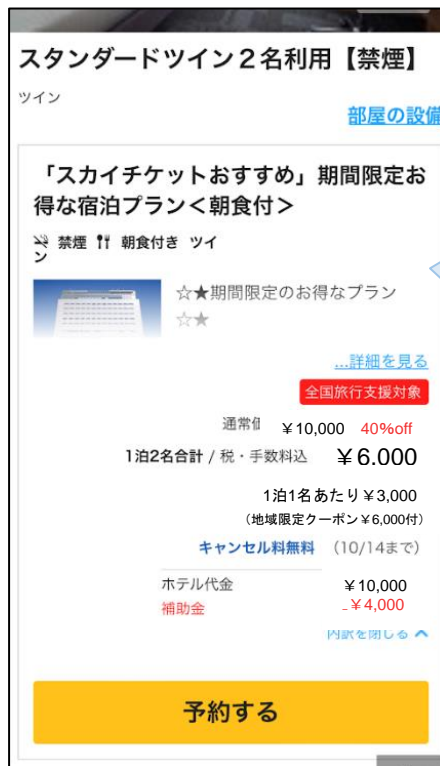 スタンダードツイン2名利用【禁煙】
ツイン
部屋の設備
「スカイチケットおすすめ」期間限定お
得な宿泊プラン<朝食付>
禁煙 朝食付き ツイ
ン
☆★期間限定のお得なプラン
☆★
...詳細を見る
全国旅行支援対象
通常価 ￥10,000 40%off
1泊2名合計 / 税・手数料込 ￥6.000
1泊1名あたり￥3,000
（地域限定クーポン￥6,000付）
キャンセル料無料 （10/14まで）
ホテル代金 ￥10,000
補助金 -￥4,000
内訳を閉じる
予約する